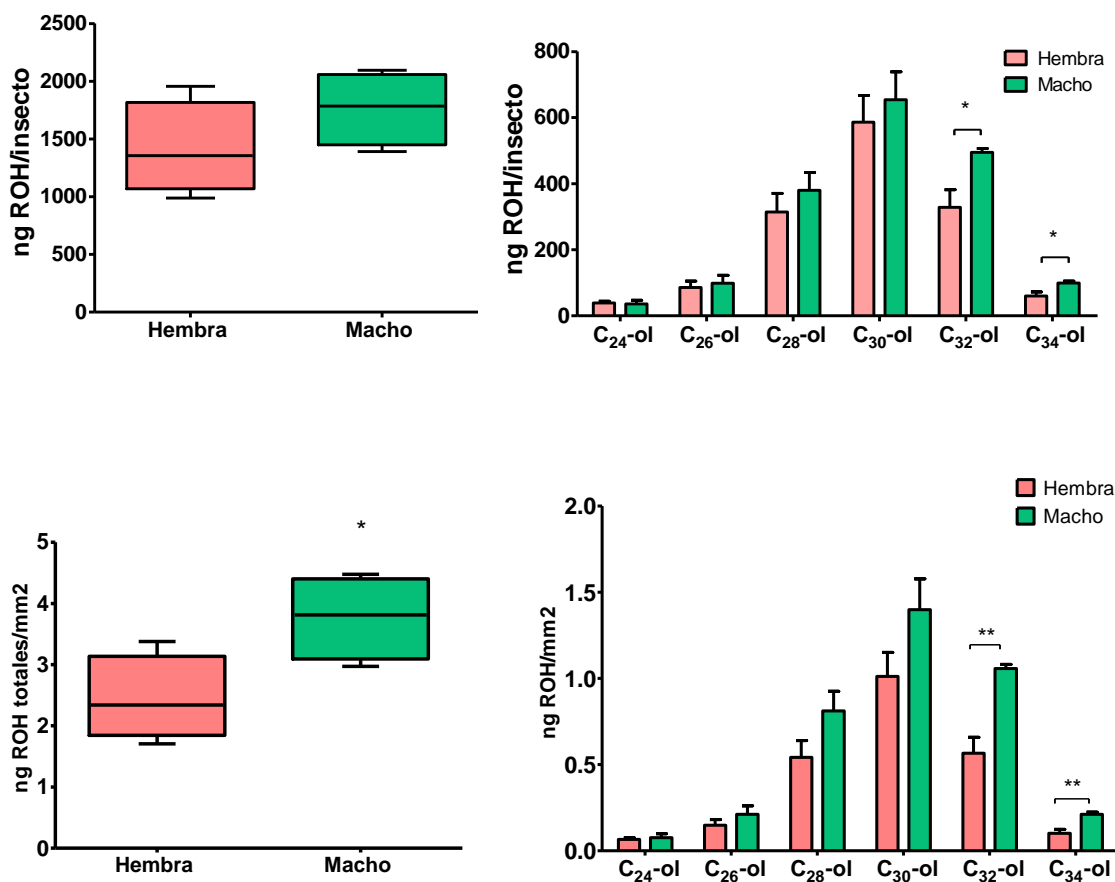 2500
2000
1500
1000
500
0
ng ROH/insecto
Hembra Macho
800
600
400
200
0
ng ROH/insecto
Hembra
Macho
*
*
C24-ol C26-ol C28-ol C30-ol C32-ol C34-ol
5
4
3
2
1
0
ng ROH totales/mm2
*
Hembra Macho
2.0
1.5
1.0
0.5
0.0
ng ROH/mm2
Hembra
Macho
**
**
C24-ol C26-ol C28-ol C30-ol C32-ol C34-ol